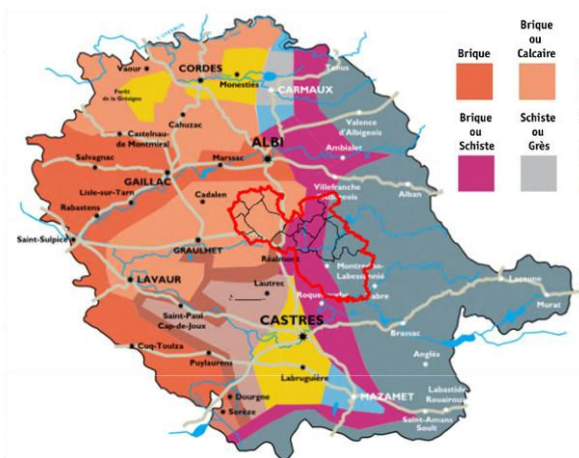 Vaour
CORDES
Monestiés
Tanus
Forêt
de la Grésigne
CARMAUX
Cahuzac
Valence
d'Albigeois
Castelnau-
de Montmiral
ALBI
Ambialet
Salvagnac
Marssac
GAILLAC
Villefranche
Lisle-sur-Tarn
Cadalen
Alban
Rabastens
Saint-Sulpice
GRAULHET
Réalmont
LAVAUR
Lautrec
Lacaune
Murat
Saint-Paul
Cap-de-Joux
CASTRES
Brassac
Cuq-Toulza
Puylaurens
Anglès
Labruguière
Dourgne
MAZAMET
Labastide
Rouairoux
Sorèze
Saint-Amans
Soult
Brique
Brique
ou
Calcaire
Brique
ou
Schiste
Schiste
ou
Grès